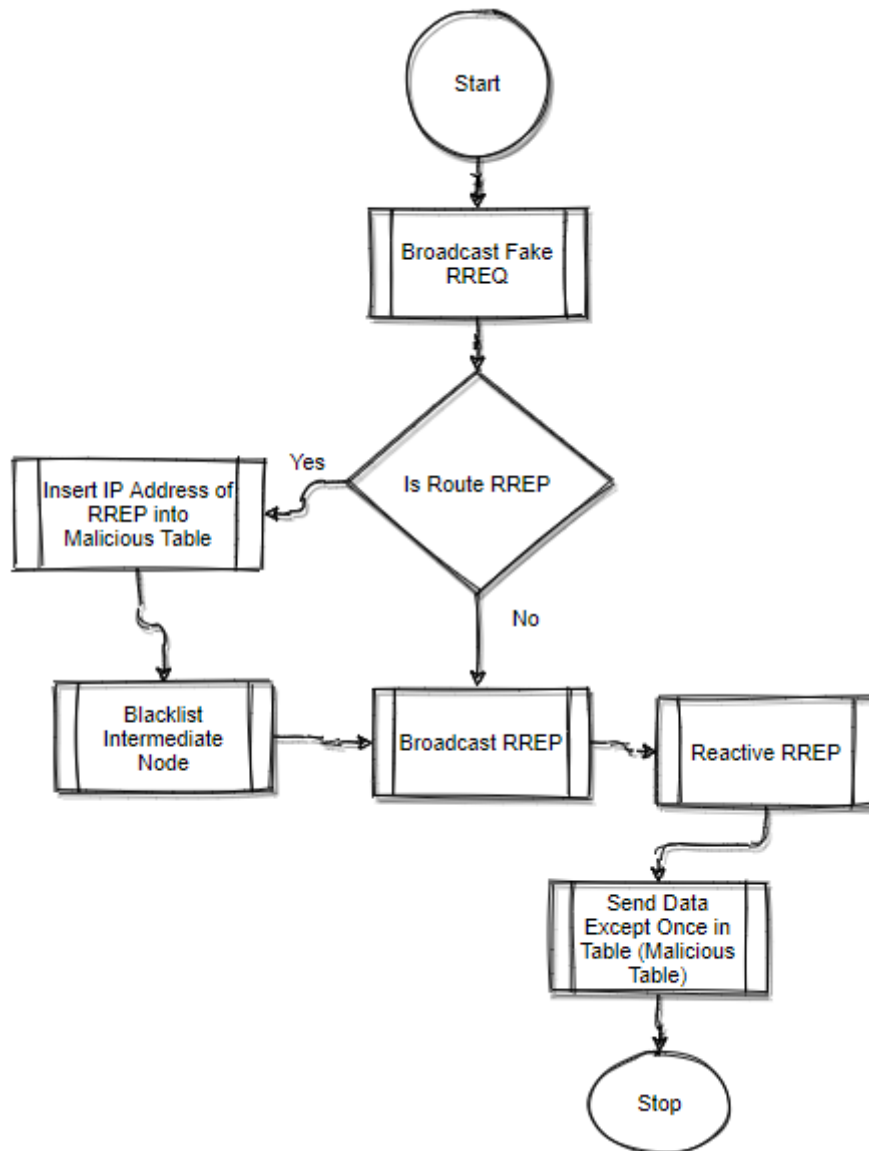 Start
Broadcast Fake
RREQ
Is Route RREP
Yes
Insert IP Address of
RREP into
Malicious Table
No
Blacklist
Intermediate
Node
Broadcast RREP
Reactive RREP
Send Data
Except Once in
Table (Malicious
Table)
Stop